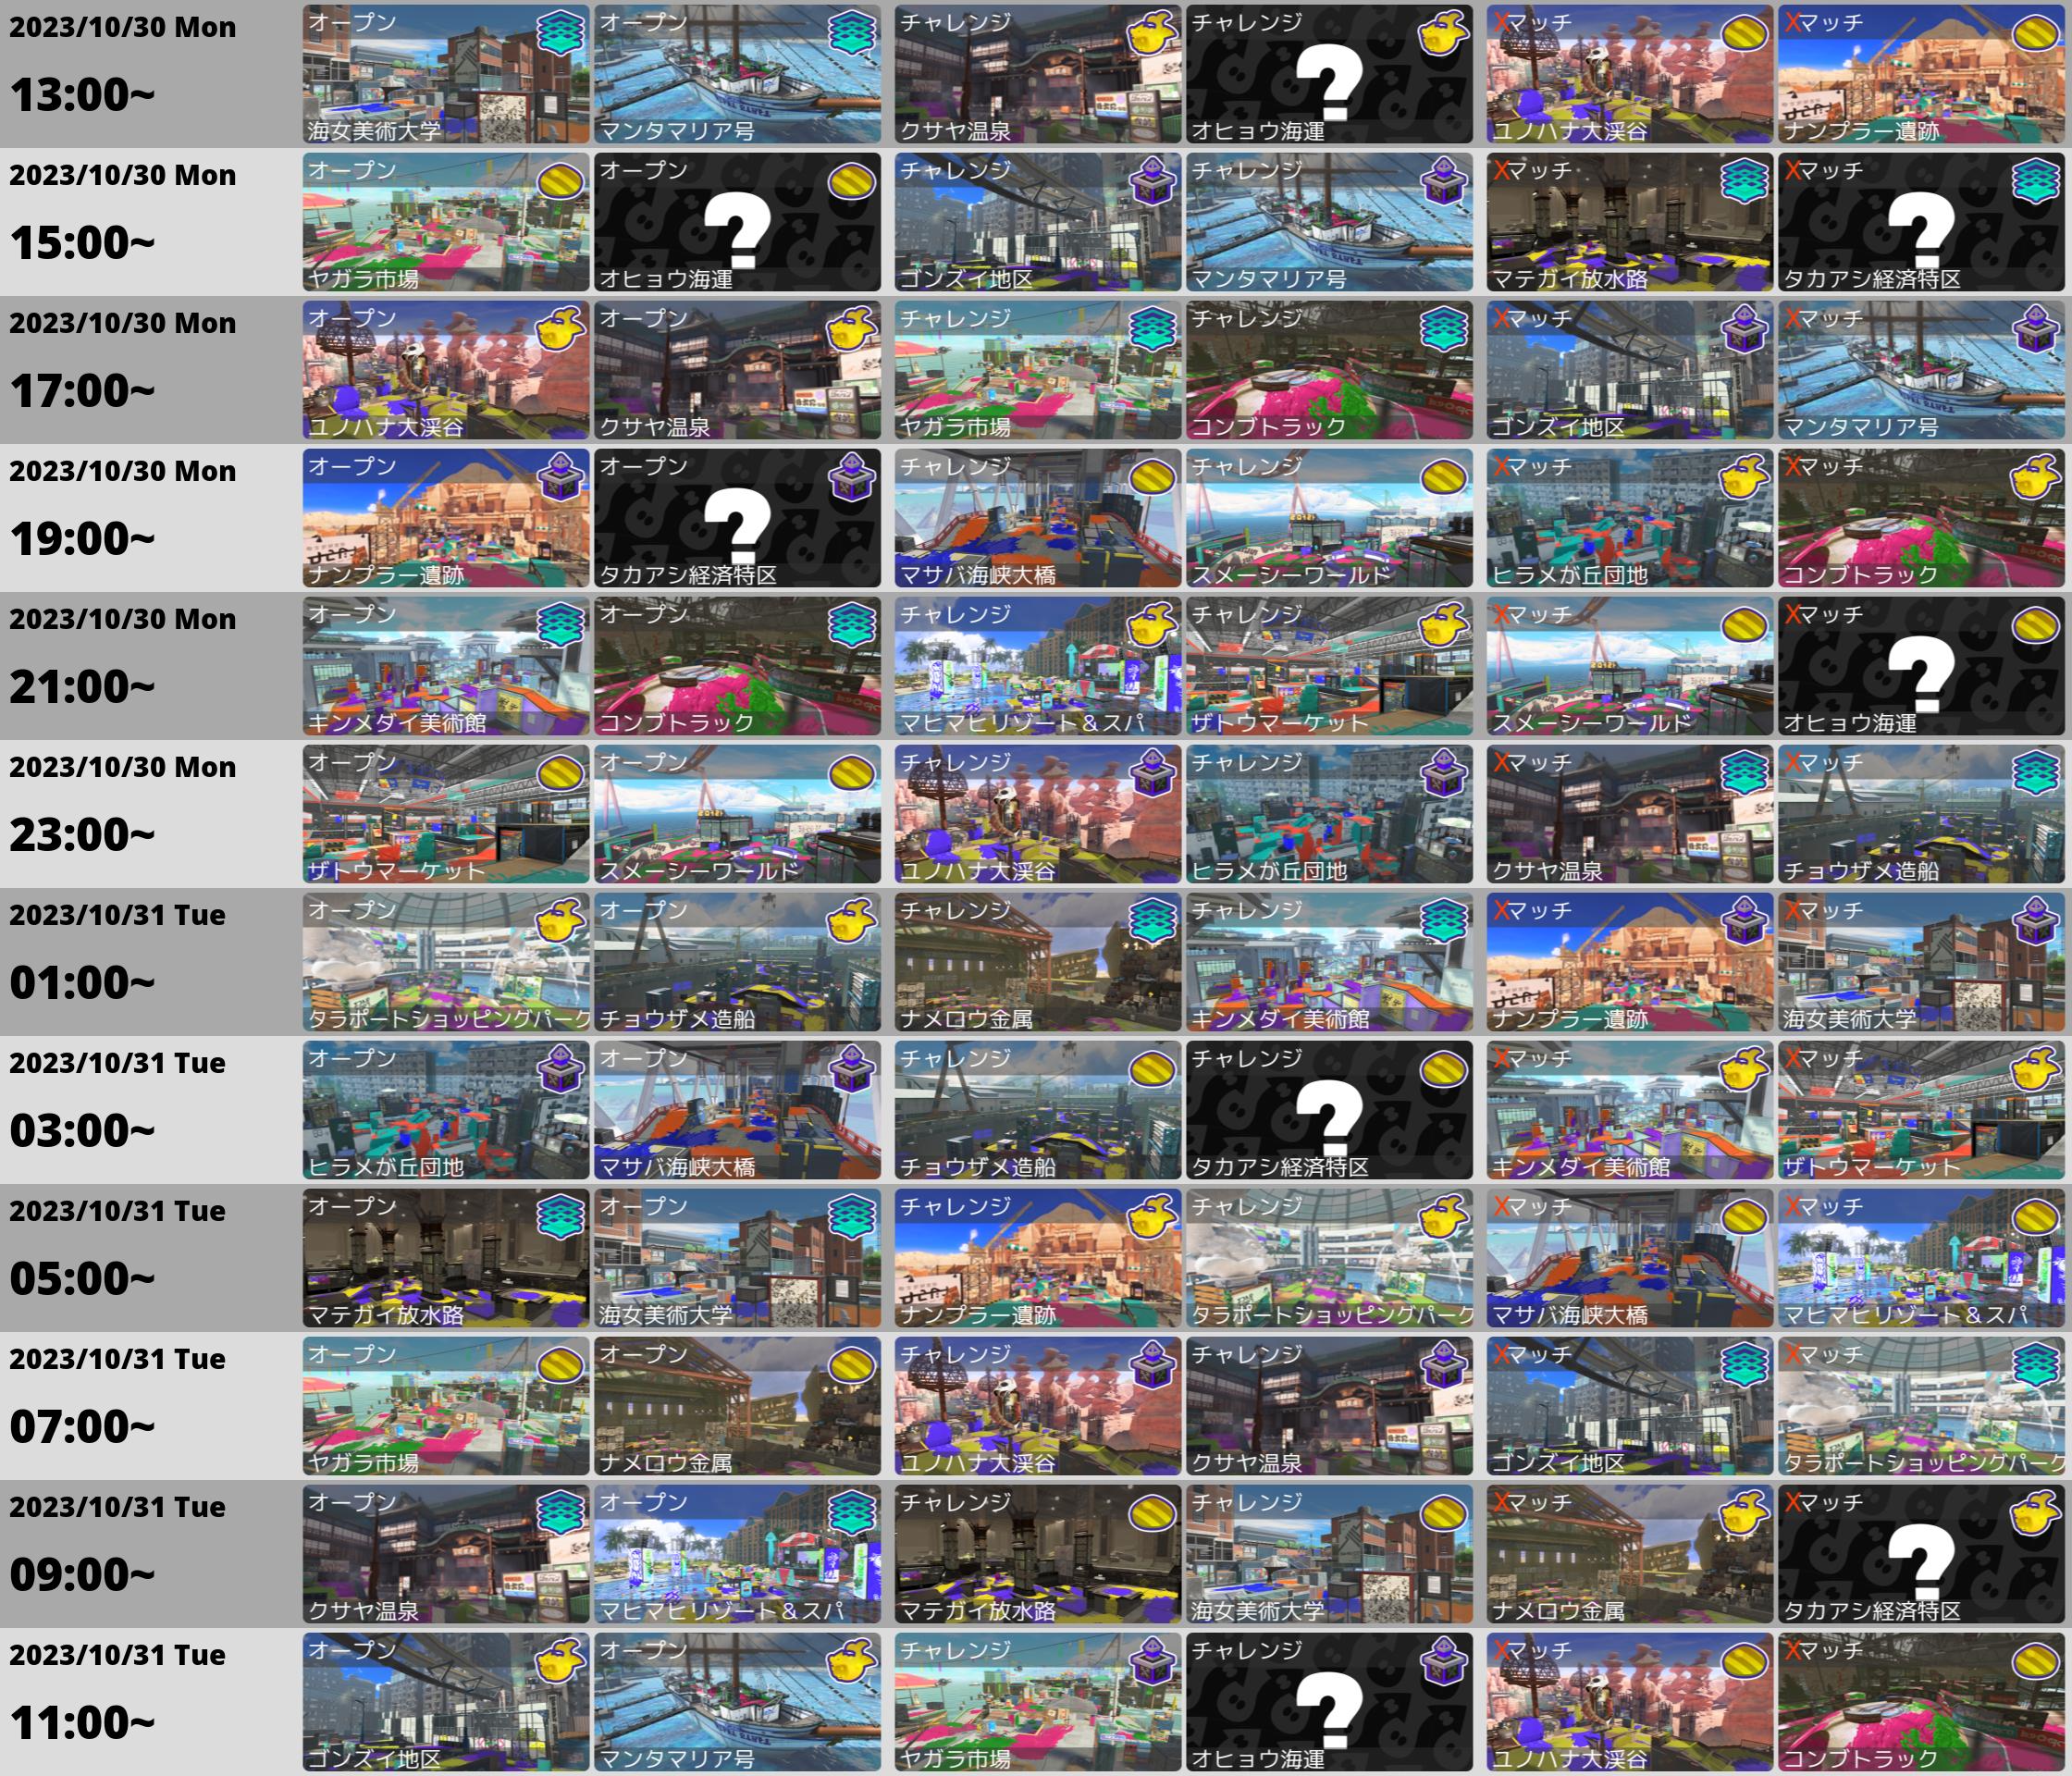 2023/10/30 Mon
13:00~
オープン
海女美術大学
オープン
マンタマリア号
チャレンジ
クサヤ温泉
チャレンジ
オヒョウ海運
Xマッチ
ユノハナ大渓谷
Xマッチ
ナンプラー遺跡
2023/10/30 Mon
15:00~
オープン
ヤガラ市場
オープン
オヒョウ海運
チャレンジ
ゴンズイ地区
チャレンジ
マンタマリア号
Xマッチ
マテガイ放水路
Xマッチ
タカアシ経済特区
2023/10/30 Mon
17:00~
オープン
ユノハナ大渓谷
オープン
クサヤ温泉
チャレンジ
ヤガラ市場
チャレンジ
コンブトラック
Xマッチ
ゴンズイ地区
Xマッチ
マンタマリア号
2023/10/30 Mon
19:00~
オープン
ナンプラー遺跡
オープン
タカアシ経済特区
チャレンジ
マサバ海峡大橋
チャレンジ
スメーシーワールド
Xマッチ
ヒラメが丘団地
Xマッチ
コンブトラック
2023/10/30 Mon
21:00~
オープン
キンメダイ美術館
オープン
コンブトラック
チャレンジ
マヒマヒリゾート&スパ
チャレンジ
ザトウマーケット
Xマッチ
スメーシーワールド
Xマッチ
オヒョウ海運
2023/10/30 Mon
23:00~
オープン
ザトウマーケット
オープン
スメーシーワールド
チャレンジ
ユノハナ大渓谷
チャレンジ
ヒラメが丘団地
Xマッチ
クサヤ温泉
Xマッチ
チョウザメ造船
2023/10/31 Tue
01:00~
オープン
タラポートショッピングパーク
オープン
チョウザメ造船
チャレンジ
ナメロウ金属
チャレンジ
キンメダイ美術館
Xマッチ
ナンプラー遺跡
Xマッチ
海女美術大学
2023/10/31 Tue
03:00~
オープン
ヒラメが丘団地
オープン
マサバ海峡大橋
チャレンジ
チョウザメ造船
チャレンジ
タカアシ経済特区
Xマッチ
キンメダイ美術館
Xマッチ
ザトウマーケット
2023/10/31 Tue
05:00~
オープン
マテガイ放水路
オープン
海女美術大学
チャレンジ
ナンプラー遺跡
チャレンジ
タラポートショッピングパーク
Xマッチ
マサバ海峡大橋
Xマッチ
マヒマヒリゾート&スパ
2023/10/31 Tue
07:00~
オープン
ヤガラ市場
オープン
ナメロウ金属
チャレンジ
ユノハナ大渓谷
チャレンジ
クサヤ温泉
Xマッチ
ゴンズイ地区
Xマッチ
タラポートショッピングパーク
2023/10/31 Tue
09:00~
オープン
クサヤ温泉
オープン
マヒマヒリゾート&スパ
チャレンジ
マテガイ放水路
チャレンジ
海女美術大学
Xマッチ
ナメロウ金属
Xマッチ
タカアシ経済特区
2023/10/31 Tue
11:00~
オープン
ゴンズイ地区
オープン
マンタマリア号
チャレンジ
ヤガラ市場
チャレンジ
オヒョウ海運
Xマッチ
ユノハナ大渓谷
Xマッチ
コンブトラック